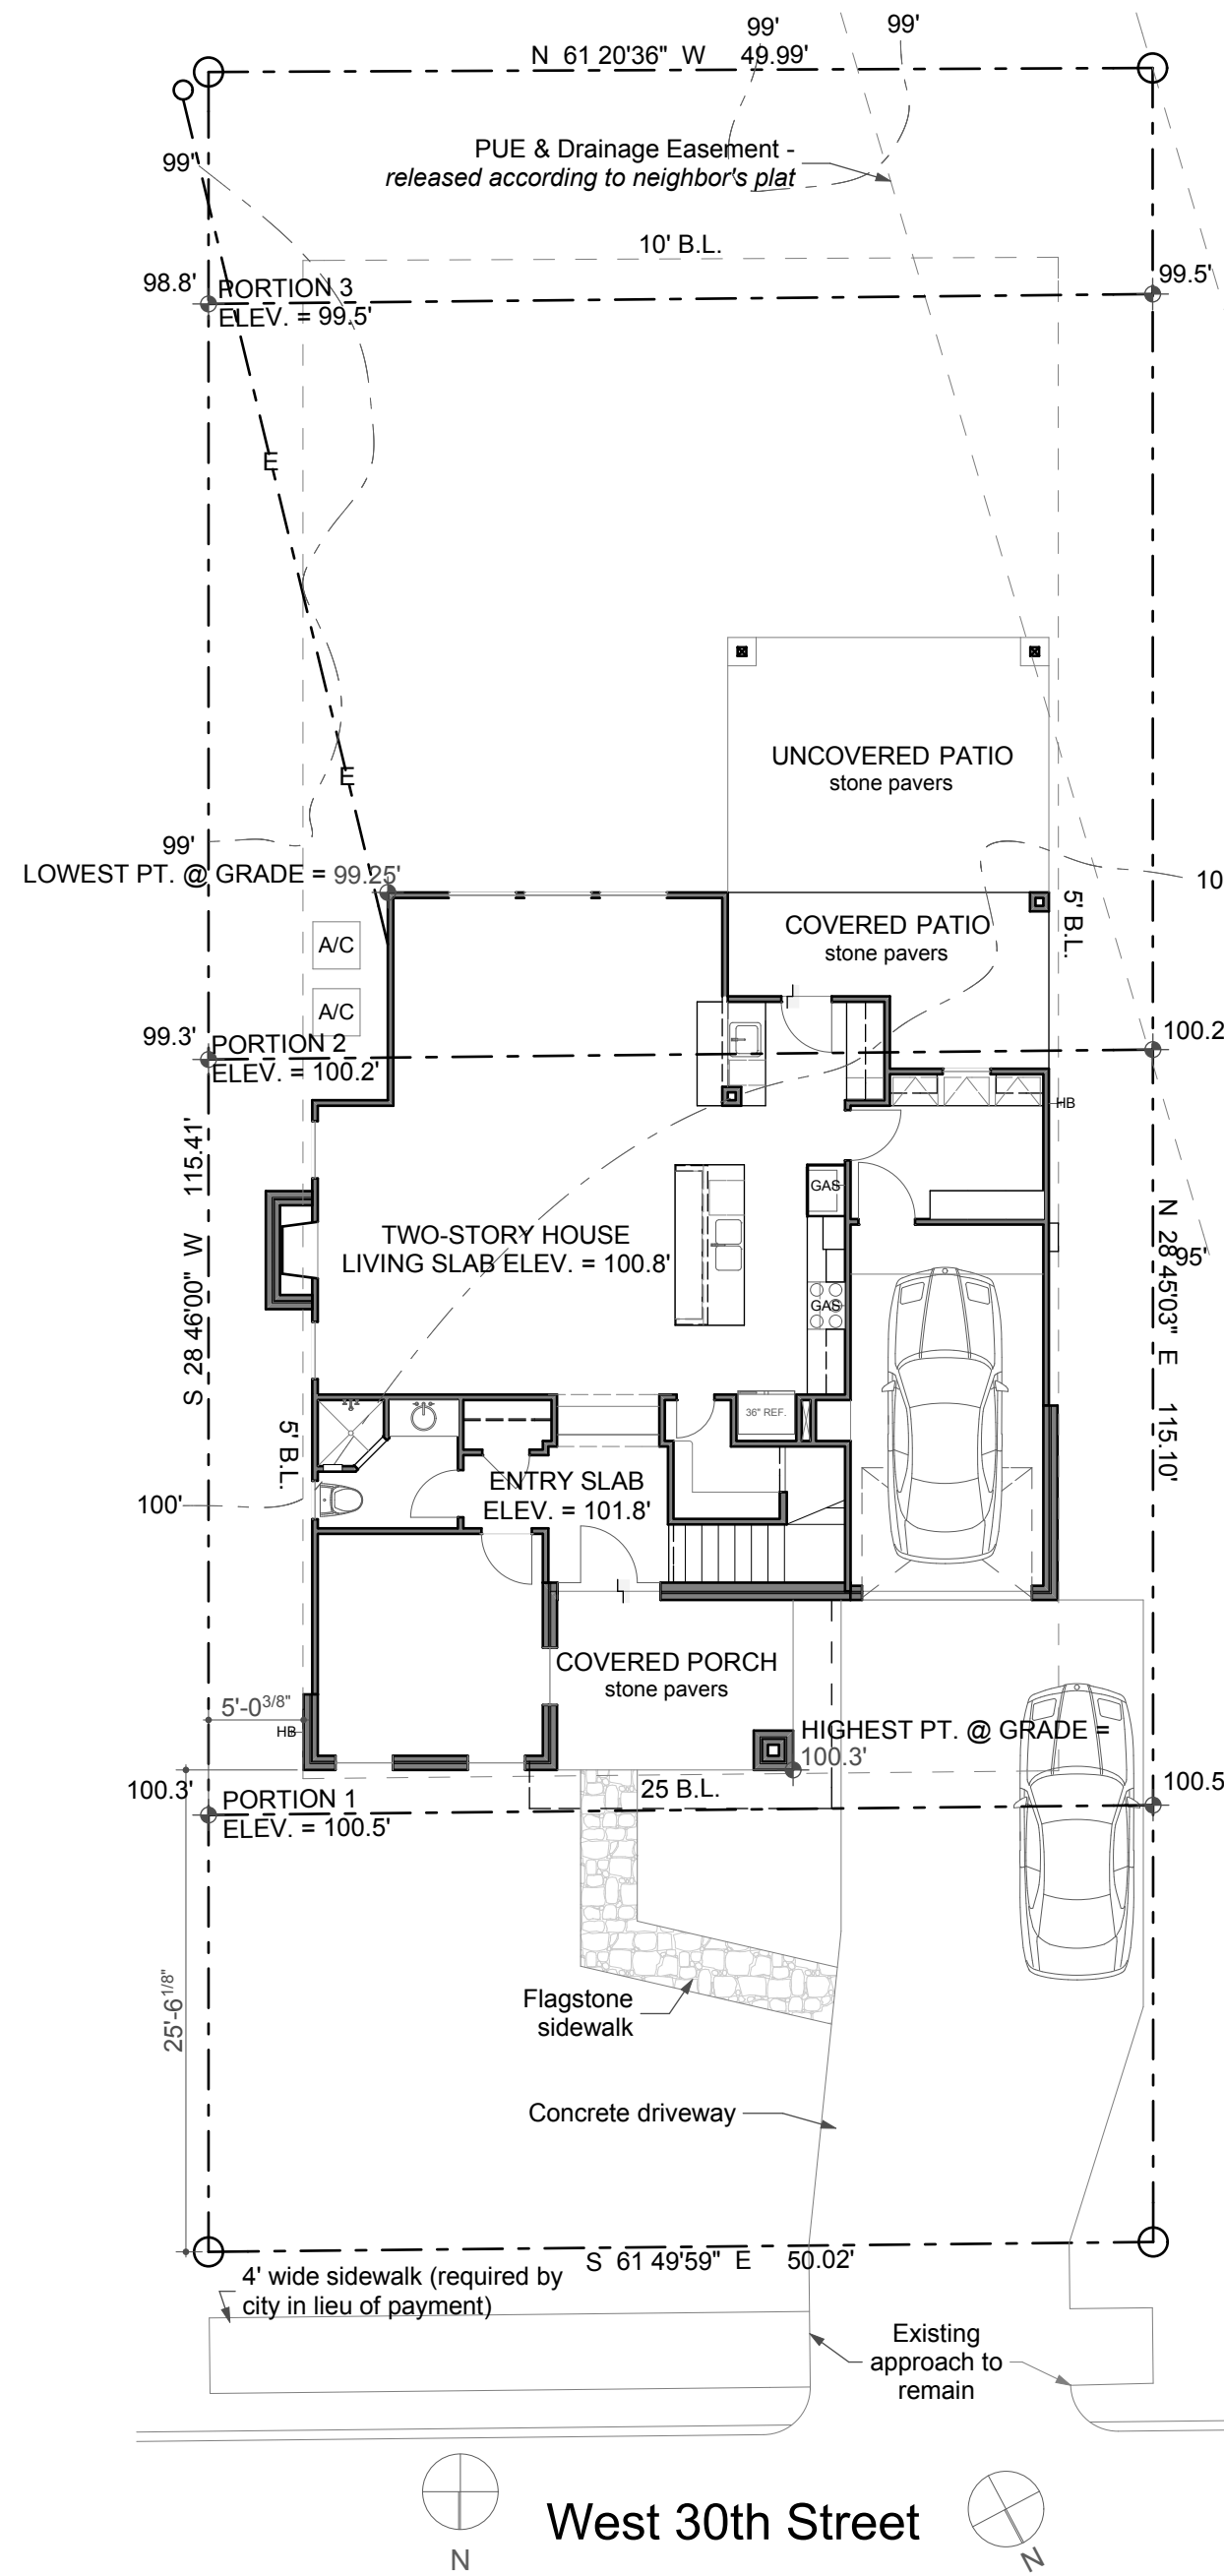 99'
99'
N 61 20'36" W 49.99'
PUE & Drainage Easement -
released according to neighbor's plat
99'
10' B.L.
98.8'
PORTION 3
ELEV. = 99.5'
99.5'
E
E
UNCOVERED PATIO
stone pavers
99'
LOWEST PT. @ GRADE = 99.25'
10
5' B.L.
COVERED PATIO
stone pavers
A/C
A/C
99.3'
PORTION 2
ELEV. = 100.2'
100.2
HB
S 28 46'00" W 115.41'
GAS
TWO-STORY HOUSE
LIVING SLAB ELEV. = 100.8'
N 28 45'03" E 115.10'
95'
GAS
36" REF.
5' B.L.
ENTRY SLAB
ELEV. = 101.8'
100'
COVERED PORCH
stone pavers
5'-0 3/8"
HB
HIGHEST PT. @ GRADE =
100.3'
100.3'
PORTION 1
ELEV. = 100.5'
25 B.L.
100.5
25'-6 1/8"
Flagstone
sidewalk
Concrete driveway
S 61 49'59" E 50.02'
4' wide sidewalk (required by
city in lieu of payment)
Existing
approach to
remain
West 30th Street
N
N